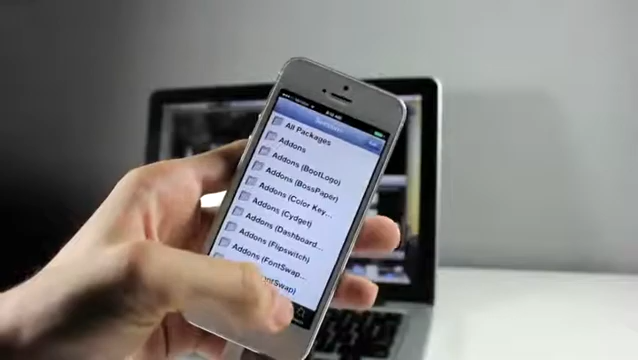 All Packages
Addons
Addons (BootLogo)
Addons (BossPaper)
Addons (Color Key...
Addons (Cydget)
Addons (Dashboard...
Addons (Flipswitch)
Addons (FontSwap...